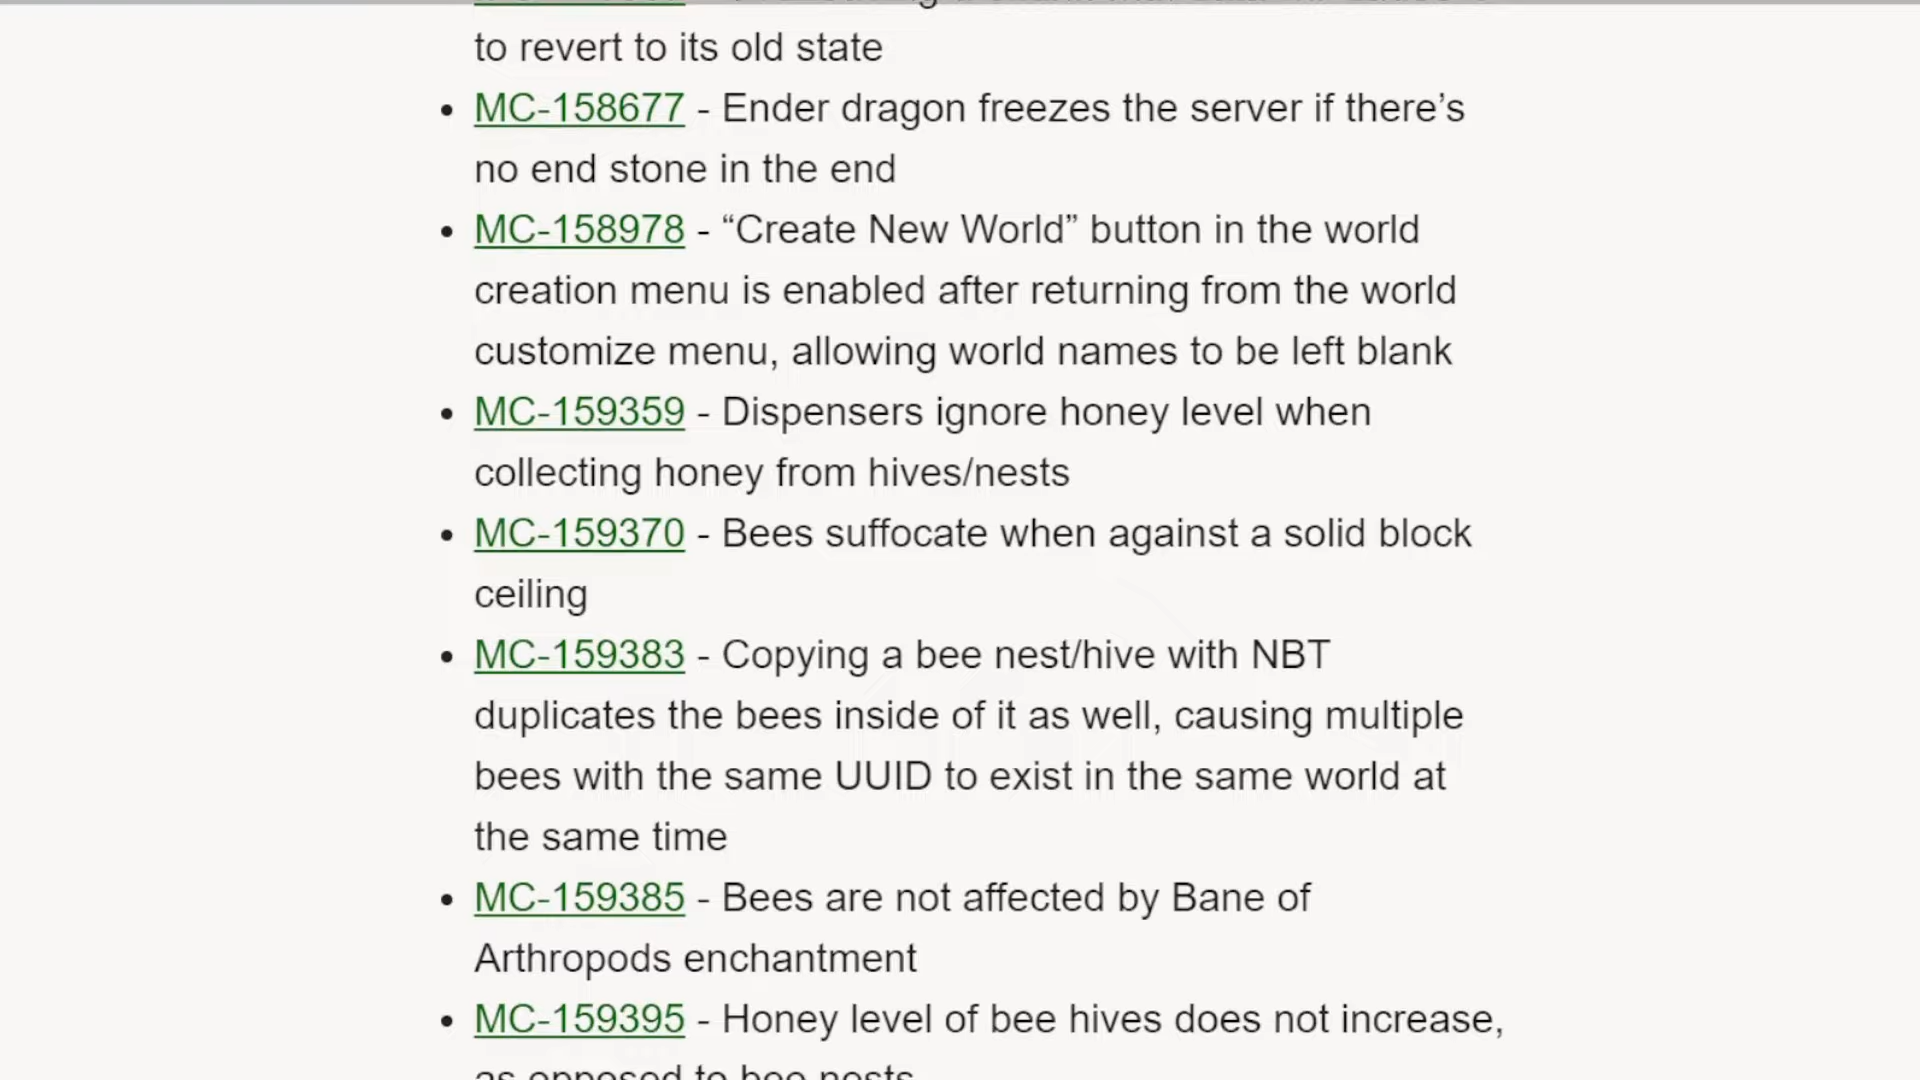 to revert to its old state
• MC-158677 - Ender dragon freezes the server if there’s
no end stone in the end
• MC-158978 - “Create New World” button in the world
creation menu is enabled after returning from the world
customize menu, allowing world names to be left blank
• MC-159359 - Dispensers ignore honey level when
collecting honey from hives/nests
• MC-159370 - Bees suffocate when against a solid block
ceiling
• MC-159383 - Copying a bee nest/hive with NBT
duplicates the bees inside of it as well, causing multiple
bees with the same UUID to exist in the same world at
the same time
• MC-159385 - Bees are not affected by Bane of
Arthropods enchantment
• MC-159395 - Honey level of bee hives does not increase,
as opposed to bee nests